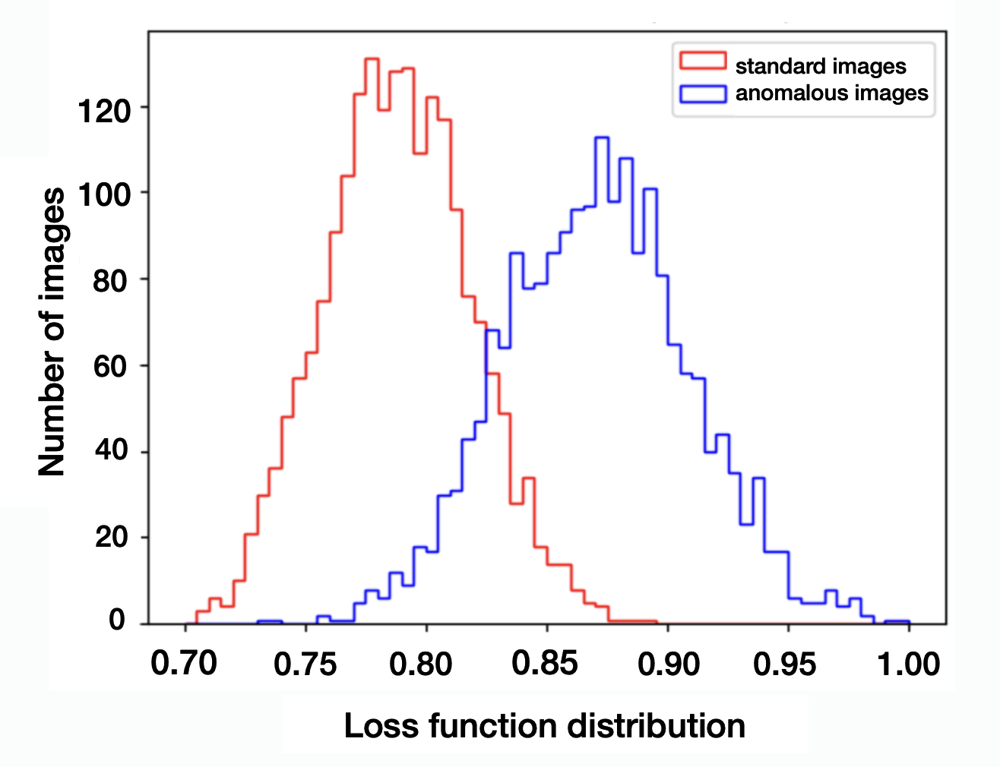 standard images
anomalous images
120
100
80
60
40
20
0
Number of images
0.70 0.75 0.80 0.85 0.90 0.95 1.00
Loss function distribution